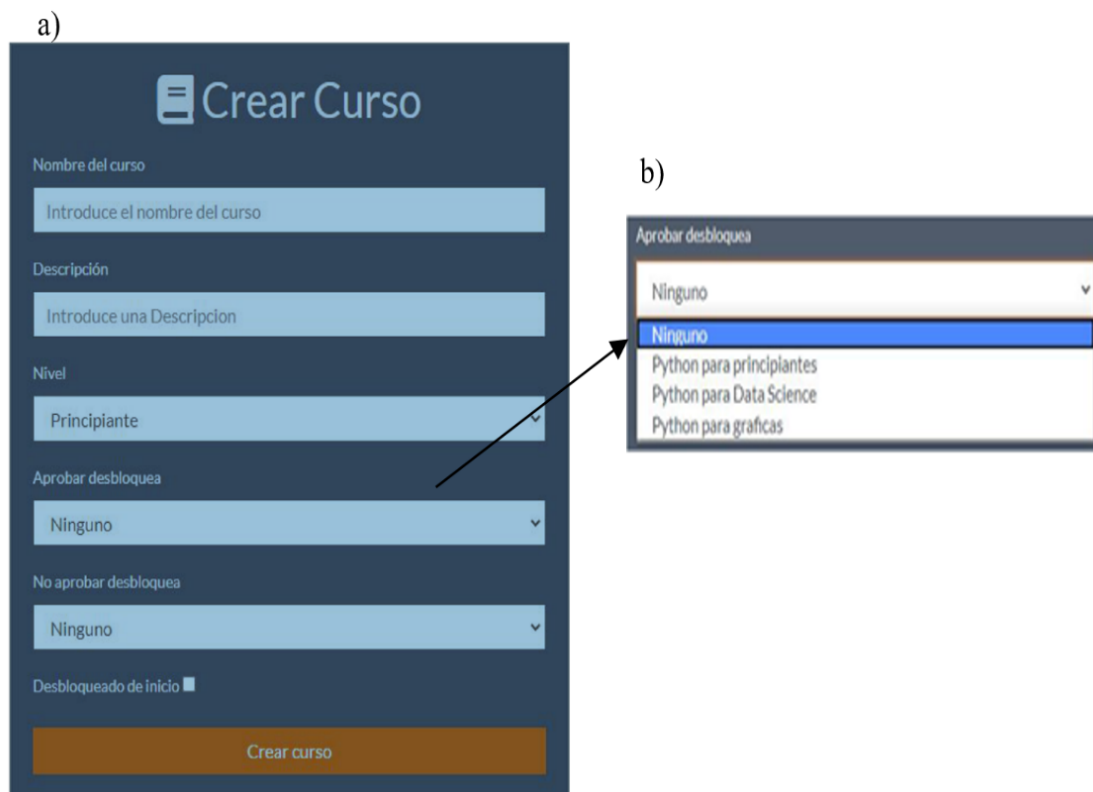 a)
Crear Curso
Nombre del curso
Introduce el nombre del curso
Descripción
Introduce una Descripcion
Nivel
Principiante
Aprobar desbloquea
Ninguno
No aprobar desbloquea
Ninguno
Desbloqueado de inicio
Crear curso
b)
Aprobar desbloquea
Ninguno
Ninguno
Python para principiantes
Python para Data Science
Python para graficas